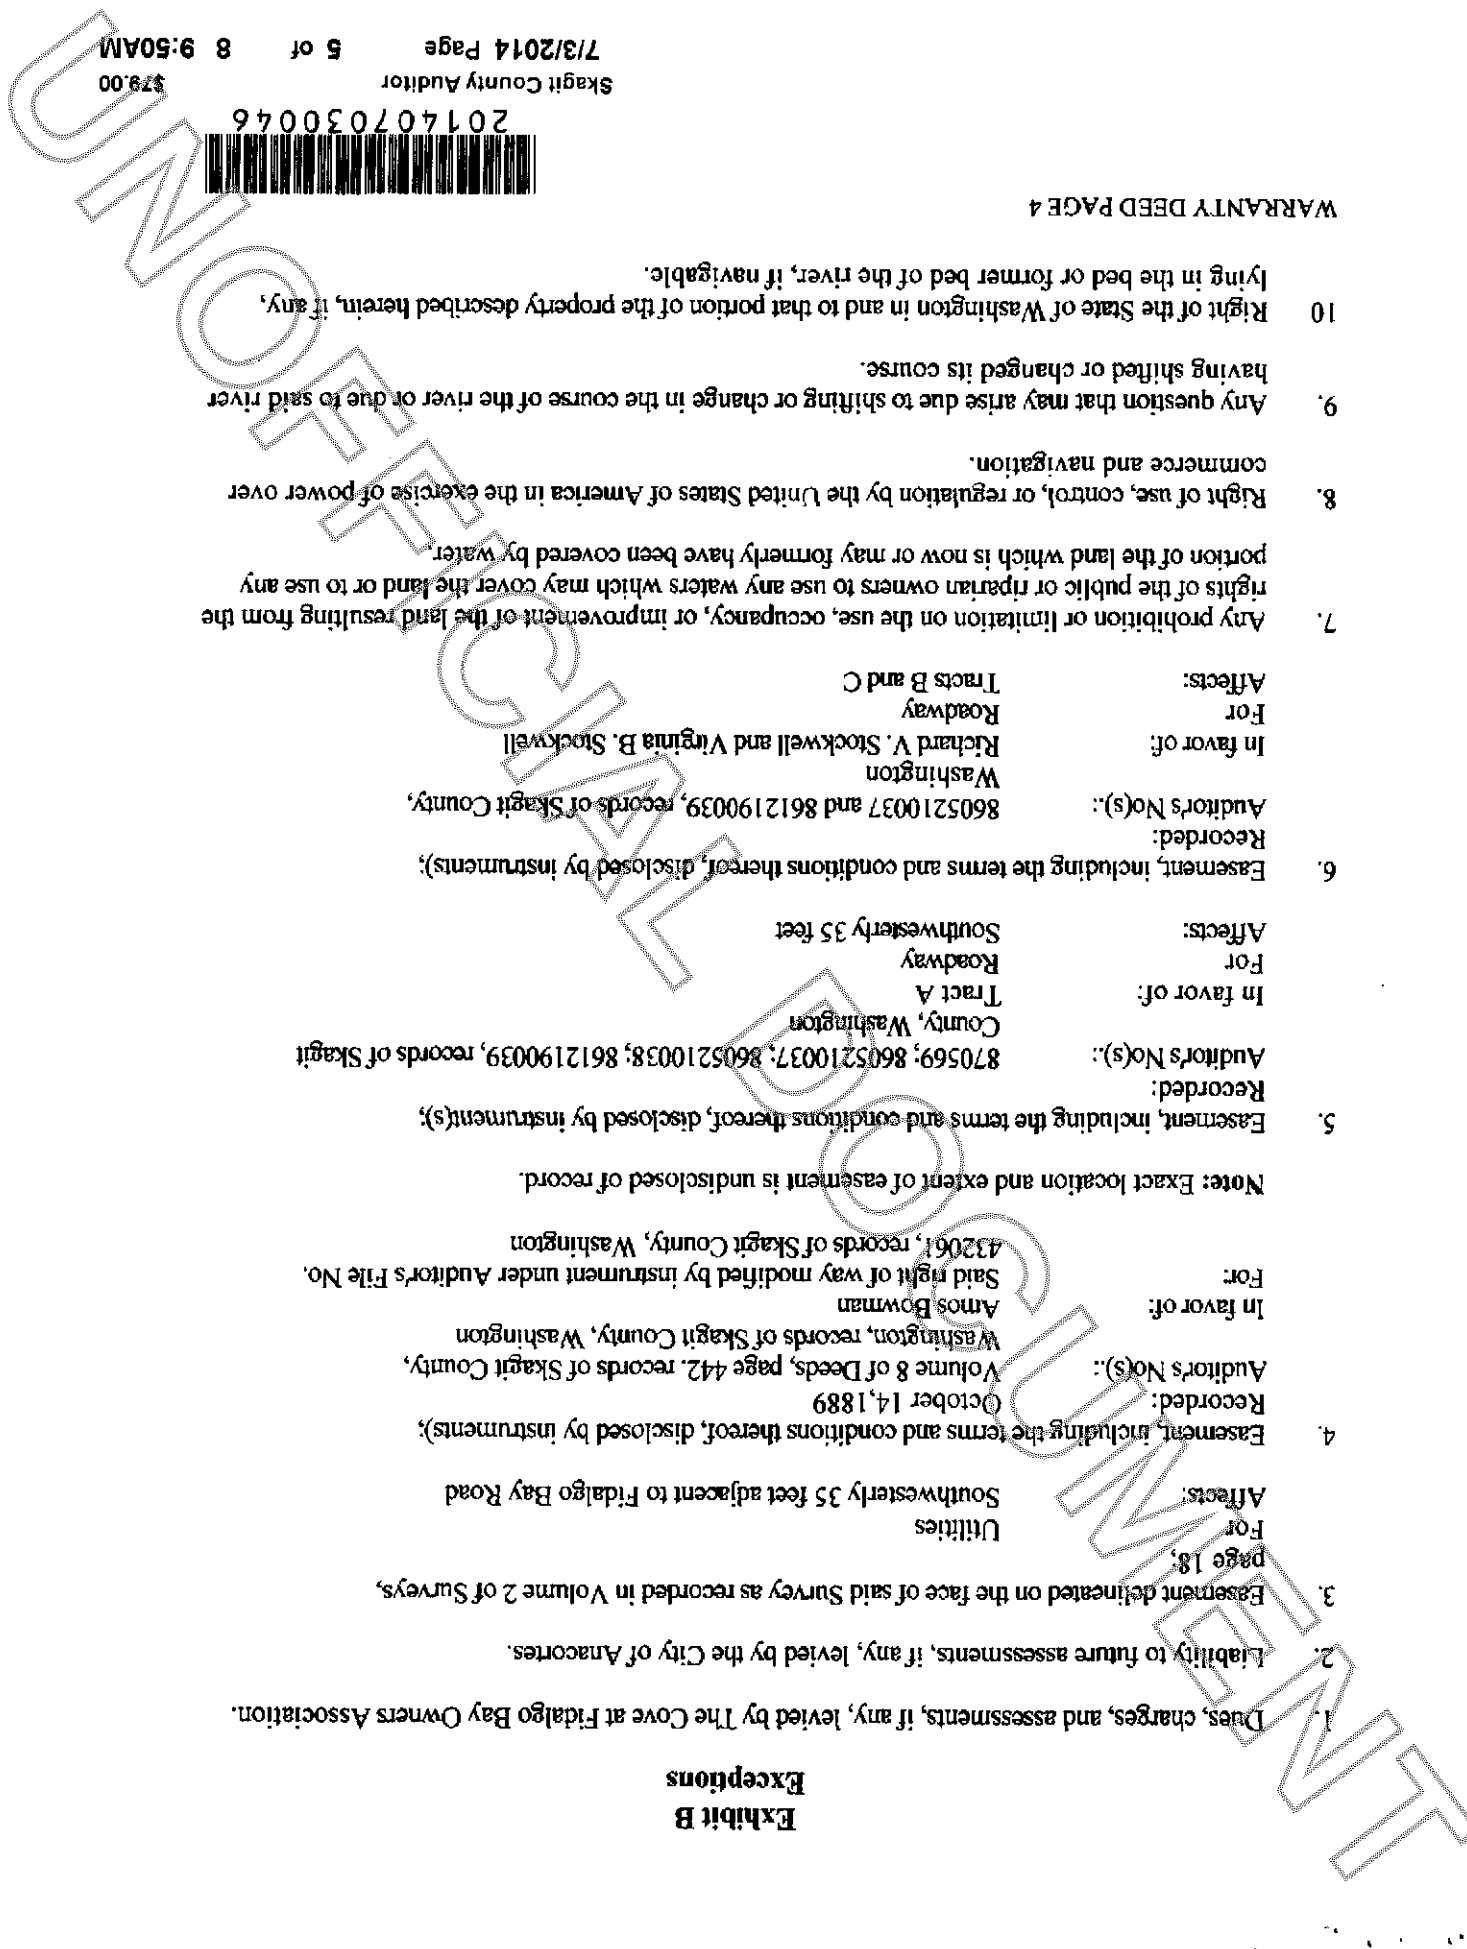 Exhibit B
Exceptions
1. Dues, charges, and assessments, if any, levied by The Cove at Fidalgo Bay Owners Association.
2. Liability to future assessments, if any, levied by the City of Anacortes.
3. Easement delineated on the face of said Survey as recorded in Volume 2 of Surveys,
page 18;
For Utilities
Affects: Southwesterly 35 feet adjacent to Fidalgo Bay Road
4. Easement, including the terms and conditions thereof, disclosed by instruments);
Recorded: October 14,1889
Auditor's No(s).: Volume 8 of Deeds, page 442. records of Skagit County,
Washington, records of Skagit County, Washington
In favor of: Amos Bowman
For: Said right of way modified by instrument under Auditor's File No.
432061, records of Skagit County, Washington
Note: Exact location and extent of easement is undisclosed of record.
5. Easement, including the terms and conditions thereof, disclosed by instrument(s);
Recorded:
Auditor's No(s).: 870569; 8605210037; 8605210038; 8612190039, records of Skagit
County, Washington
In favor of: Tract A
For Roadway
Affects: Southwesterly 35 feet
6. Easement, including the terms and conditions thereof, disclosed by instruments);
Recorded:
Auditor's No(s).: 8605210037 and 8612190039, records of Skagit County,
Washington
In favor of: Richard V. Stockwell and Virginia B. Stockwell
For Roadway
Affects: Tracts B and C
7. Any prohibition or limitation on the use, occupancy, or improvement of the land resulting from the
rights of the public or riparian owners to use any waters which may cover the land or to use any
portion of the land which is now or may formerly have been covered by water.
8. Right of use, control, or regulation by the United States of America in the exercise of power over
commerce and navigation.
9. Any question that may arise due to shifting or change in the course of the river or due to said river
having shifted or changed its course.
10 Right of the State of Washington in and to that portion of the property described herein, if any,
lying in the bed or former bed of the river, if navigable.
WARRANTY DEED PAGE 4
201407030046
Skagit County Auditor $79.00
7/3/2014 Page 5 of 8 9:50AM
UNOFFICIAL DOCUMENT